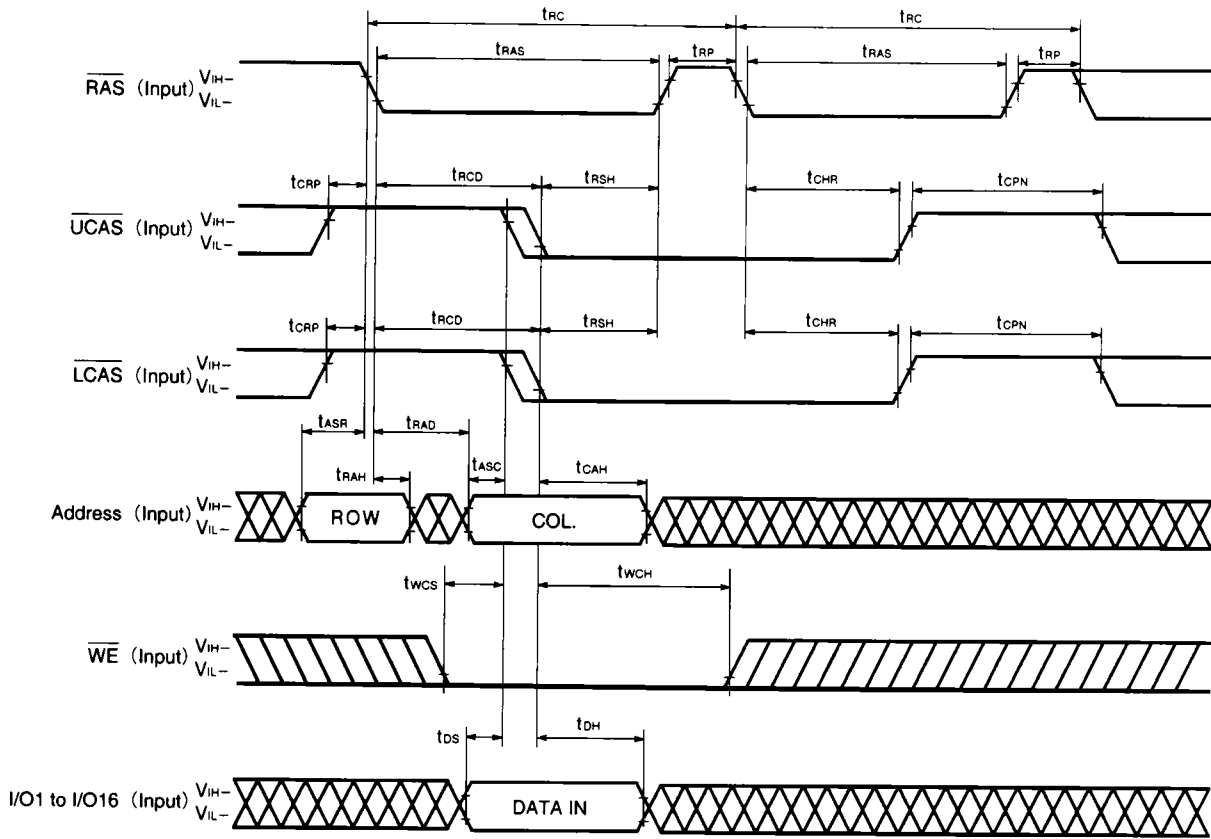 tRC tRC
tRAS tRP tRAS tRP
RAS (Input) VIH–
VIL–
tCRP tRCD tRSH tCHR tCPN
UCAS (Input) VIH–
VIL–
tCRP tRCD tRSH tCHR tCPN
LCAS (Input) VIH–
VIL–
tASR tRAD
tRAH tASC tCAH
Address (Input) VIH–
VIL–
ROW COL.
tWCS tWCH
WE (Input) VIH–
VIL–
tDS tDH
I/O1 to I/O16 (Input) VIH–
VIL–
DATA IN